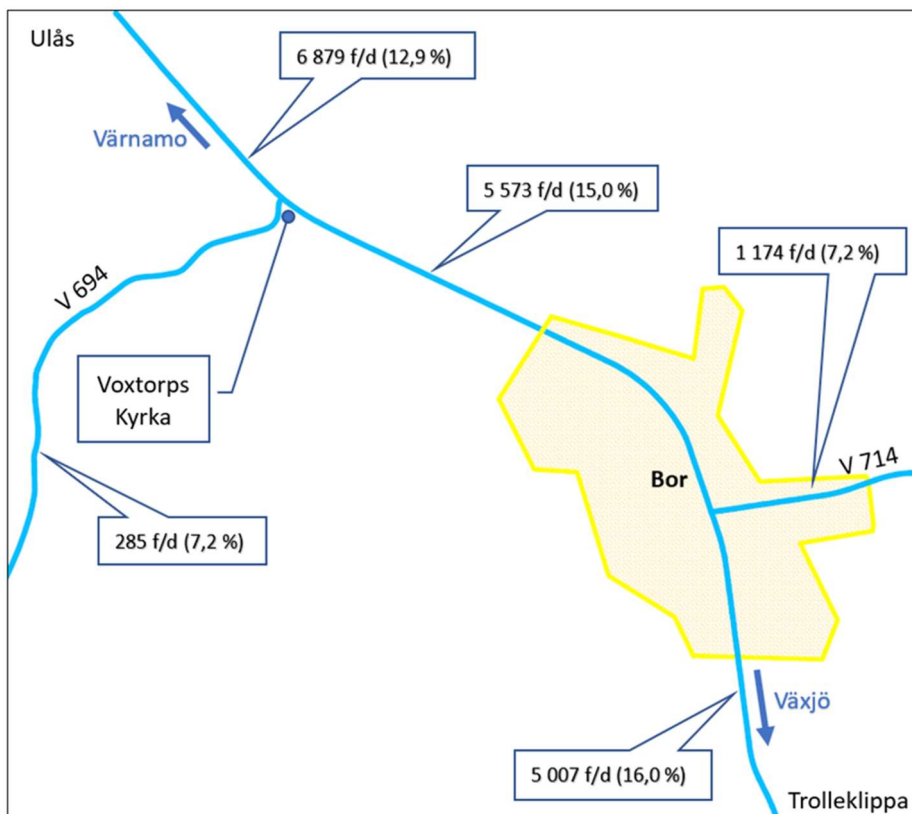 Ulås
6 879 f/d (12,9 %)
Värnamo
5 573 f/d (15,0 %)
1 174 f/d (7,2 %)
V 694
Voxtorps
Kyrka
V 714
Bor
285 f/d (7,2 %)
Växjö
5 007 f/d (16,0 %)
Trolleklippa